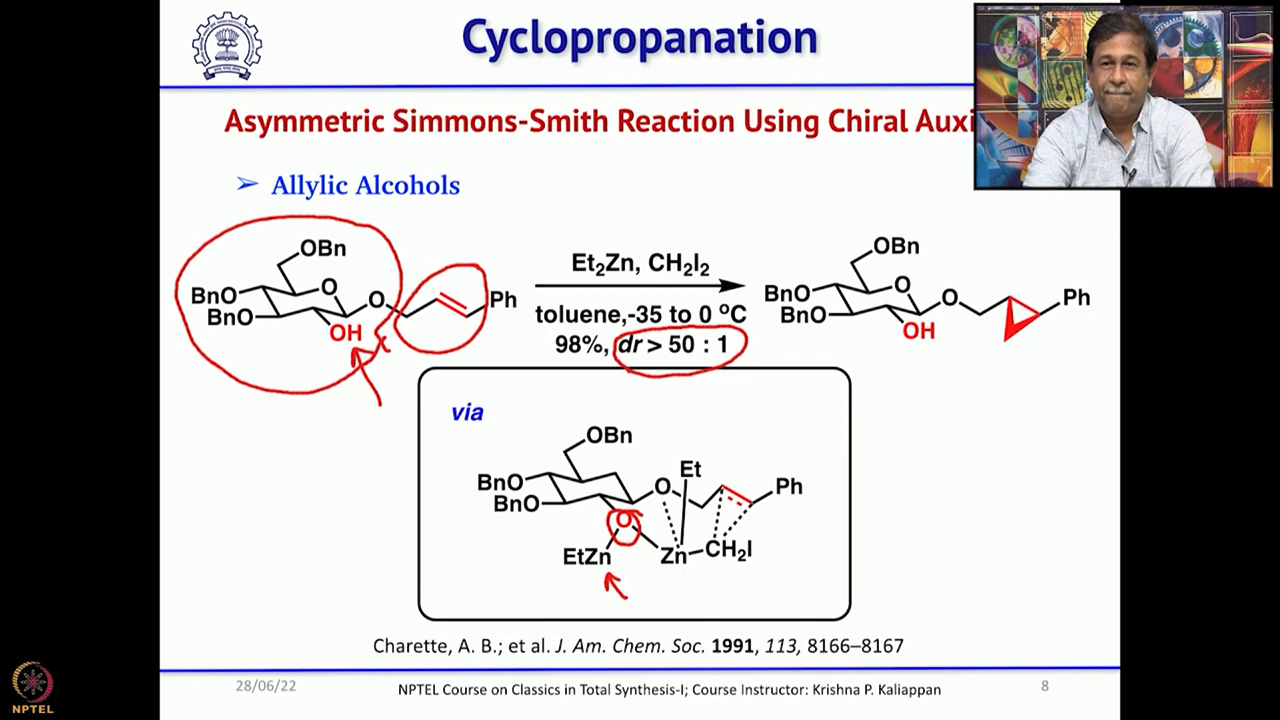 Cyclopropanation
Asymmetric Simmons-Smith Reaction Using Chiral Auxi
➢ Allylic Alcohols
OBn
BnO
O
O
BnO
OH
Ph
Et₂Zn, CH₂I₂
toluene,-35 to 0 ºC
98%, dr > 50 : 1
OBn
BnO
O
O
BnO
OH
Ph
via
OBn
BnO
BnO
O
Et
Ph
O
EtZn
Zn
CH₂I
Charette, A. B.; et al. J. Am. Chem. Soc. 1991, 113, 8166–8167
28/06/22
NPTEL Course on Classics in Total Synthesis-I; Course Instructor: Krishna P. Kaliappan
8
NPTEL